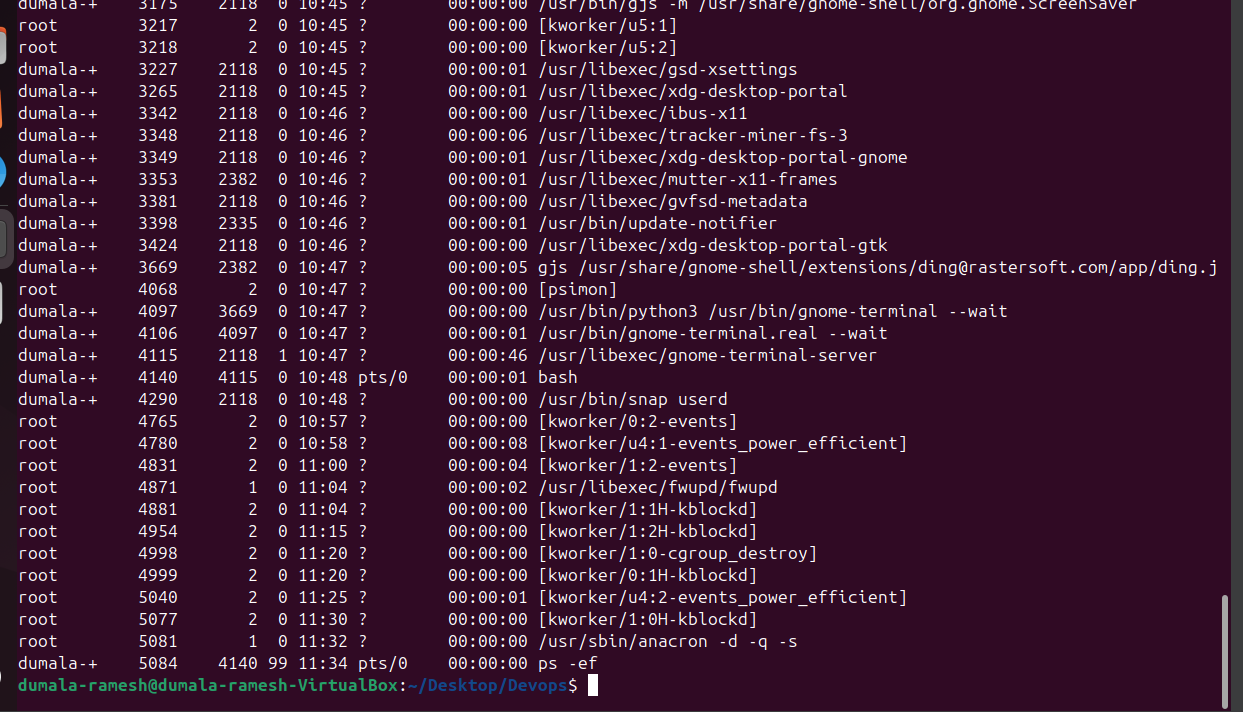 dumala-+    3175    2118  0 10:45 ?        00:00:00 /usr/bin/gjs -m /usr/share/gnome-shell/org.gnome.ScreenSaver
root        3217       2  0 10:45 ?        00:00:00 [kworker/u5:1]
root        3218       2  0 10:45 ?        00:00:00 [kworker/u5:2]
dumala-+    3227    2118  0 10:45 ?        00:00:01 /usr/libexec/gsd-xsettings
dumala-+    3265    2118  0 10:45 ?        00:00:01 /usr/libexec/xdg-desktop-portal
dumala-+    3342    2118  0 10:46 ?        00:00:00 /usr/libexec/ibus-x11
dumala-+    3348    2118  0 10:46 ?        00:00:06 /usr/libexec/tracker-miner-fs-3
dumala-+    3349    2118  0 10:46 ?        00:00:01 /usr/libexec/xdg-desktop-portal-gnome
dumala-+    3353    2382  0 10:46 ?        00:00:01 /usr/libexec/mutter-x11-frames
dumala-+    3381    2118  0 10:46 ?        00:00:00 /usr/libexec/gvfsd-metadata
dumala-+    3398    2335  0 10:46 ?        00:00:01 /usr/bin/update-notifier
dumala-+    3424    2118  0 10:46 ?        00:00:00 /usr/libexec/xdg-desktop-portal-gtk
dumala-+    3669    2382  0 10:47 ?        00:00:05 gjs /usr/share/gnome-shell/extensions/ding@rastersoft.com/app/ding.j
root        4068       2  0 10:47 ?        00:00:00 [psimon]
dumala-+    4097    3669  0 10:47 ?        00:00:00 /usr/bin/python3 /usr/bin/gnome-terminal --wait
dumala-+    4106    4097  0 10:47 ?        00:00:01 /usr/bin/gnome-terminal.real --wait
dumala-+    4115    2118  1 10:47 ?        00:00:46 /usr/libexec/gnome-terminal-server
dumala-+    4140    4115  0 10:48 pts/0    00:00:01 bash
dumala-+    4290    2118  0 10:48 ?        00:00:00 /usr/bin/snap userd
root        4765       2  0 10:57 ?        00:00:00 [kworker/0:2-events]
root        4780       2  0 10:58 ?        00:00:08 [kworker/u4:1-events_power_efficient]
root        4831       2  0 11:00 ?        00:00:04 [kworker/1:2-events]
root        4871       1  0 11:04 ?        00:00:02 /usr/libexec/fwupd/fwupd
root        4881       2  0 11:04 ?        00:00:00 [kworker/1:1H-kblockd]
root        4954       2  0 11:15 ?        00:00:00 [kworker/1:2H-kblockd]
root        4998       2  0 11:20 ?        00:00:00 [kworker/1:0-cgroup_destroy]
root        4999       2  0 11:20 ?        00:00:00 [kworker/0:1H-kblockd]
root        5040       2  0 11:25 ?        00:00:01 [kworker/u4:2-events_power_efficient]
root        5077       2  0 11:30 ?        00:00:00 [kworker/1:0H-kblockd]
root        5081       1  0 11:32 ?        00:00:00 /usr/sbin/anacron -d -q -s
dumala-+    5084    4140 99 11:34 pts/0    00:00:00 ps -ef
dumala-ramesh@dumala-ramesh-VirtualBox:~/Desktop/Devops$